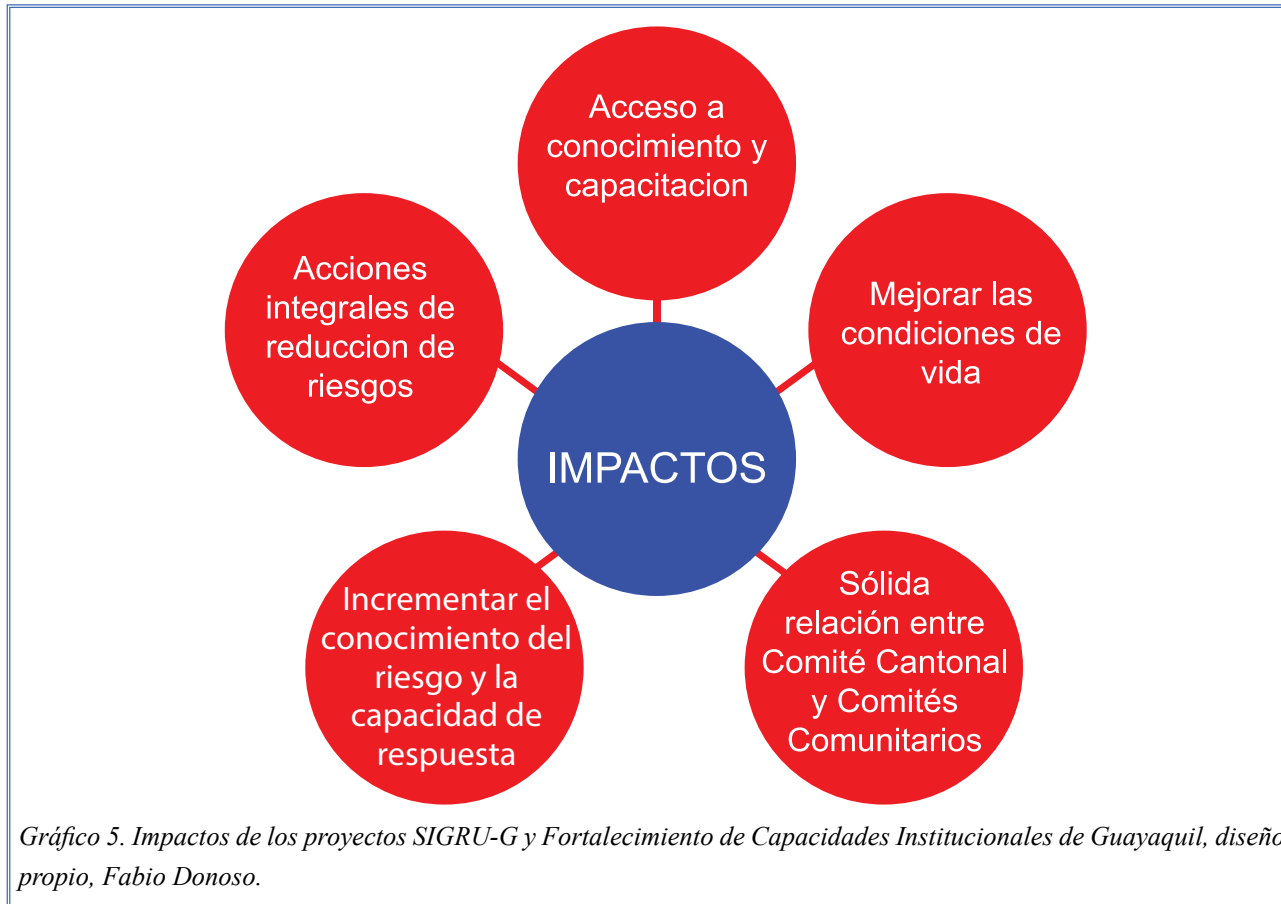 Acceso a
conocimiento y
capacitacion
Acciones
integrales de
reduccion de
riesgos
Mejorar las
condiciones de
vida
IMPACTOS
Incrementar el
conocimiento del
riesgo y la
capacidad de
respuesta
Sólida
relación entre
Comité Cantonal
y Comités
Comunitarios
Gráfico 5. Impactos de los proyectos SIGRU-G y Fortalecimiento de Capacidades Institucionales de Guayaquil, diseño
propio, Fabio Donoso.